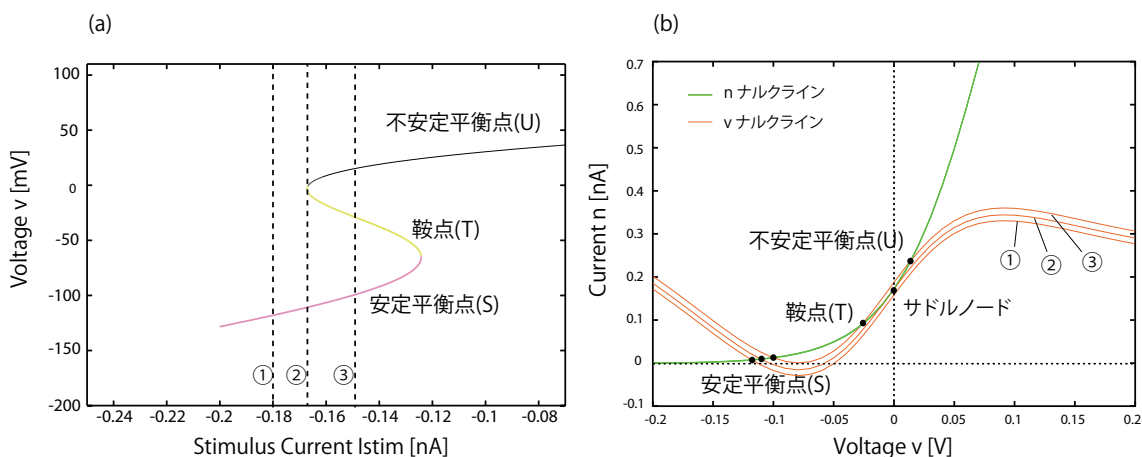 (a)
100
50
0
-50
-100
-150
-200
Voltage v [mV]
不安定平衡点(U)
鞍点(T)
安定平衡点(S)
①
②
③
-0.24
-0.22
-0.2
-0.18
-0.16
-0.14
-0.12
-0.1
-0.08
Stimulus Current Istim [nA]
(b)
0.7
0.6
0.5
0.4
0.3
0.2
0.1
0
-0.1
Current n [nA]
n ナルクライン
v ナルクライン
不安定平衡点(U)
①
②
③
鞍点(T)
サドルノード
安定平衡点(S)
-0.2
-0.15
-0.1
-0.05
0
0.05
0.1
0.15
0.2
Voltage v [V]